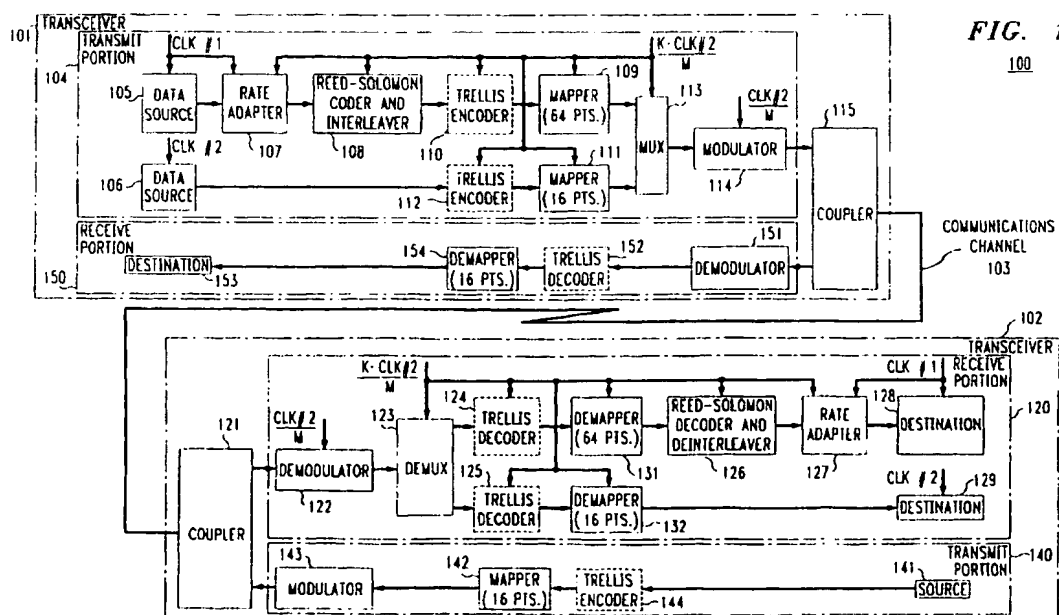 FIG. 1
100
101
TRANSCEIVER
TRANSMIT
PORTION
104
CLK #1
K·CLK#2
M
109
113
105
DATA
SOURCE
RATE
ADAPTER
107
REED-SOLOMON
CODER AND
INTERLEAVER
108
TRELLIS
ENCODER
110
MAPPER
(64 PTS.)
111
MUX
CLK#2
M
MODULATOR
114
115
COUPLER
CLK #2
106
DATA
SOURCE
TRELLIS
ENCODER
112
MAPPER
(16 PTS.)
RECEIVE
PORTION
150
DESTINATION
153
154
DEMAPPER
(16 PTS.)
152
TRELLIS
DECODER
151
DEMODULATOR
COMMUNICATIONS
CHANNEL
103
102
TRANSCEIVER
RECEIVE
PORTION
120
K·CLK#2
M
CLK #1
121
CLK#2
M
123
124
TRELLIS
DECODER
DEMAPPER
(64 PTS.)
131
REED-SOLOMON
DECODER AND
DEINTERLEAVER
126
RATE
ADAPTER
127
128
DESTINATION
DEMODULATOR
122
DEMUX
125
TRELLIS
DECODER
DEMAPPER
(16 PTS.)
132
CLK #2
129
DESTINATION
COUPLER
143
MODULATOR
142
MAPPER
(16 PTS.)
TRELLIS
ENCODER
144
141
SOURCE
TRANSMIT
PORTION
140